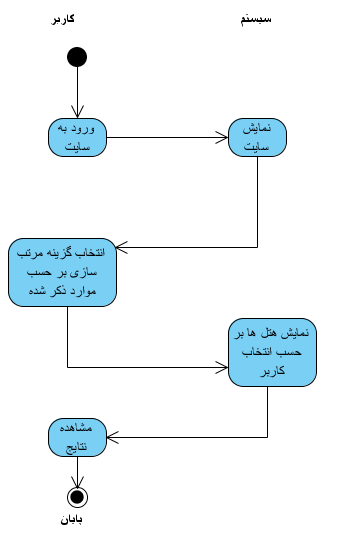 کاربر
سیستم
ورود به
سایت
نمایش
سایت
انتخاب گزینه مرتب
سازی بر حسب
موارد ذکر شده
نمایش هتل ها بر
حسب انتخاب
کاربر
مشاهده
نتایج
پایان